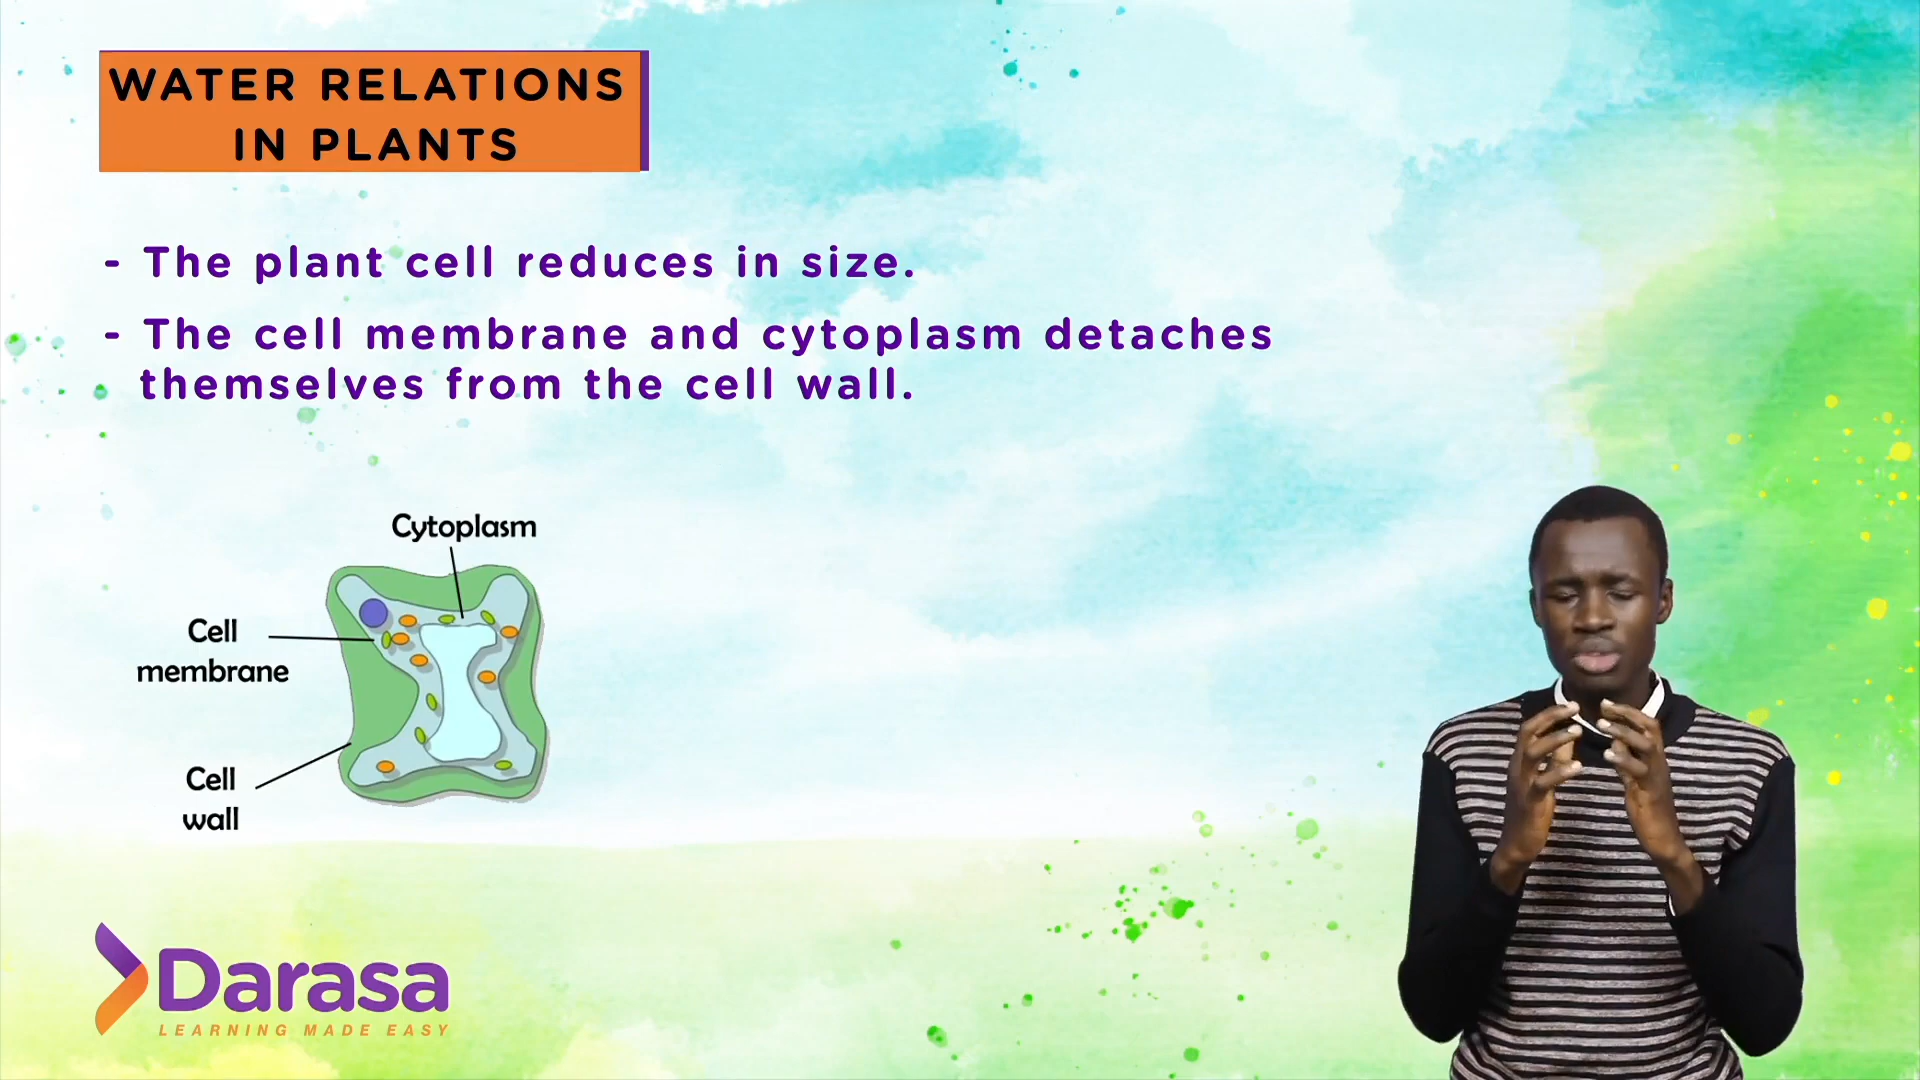 WATER RELATIONS
IN PLANTS
- The plant cell reduces in size.
- The cell membrane and cytoplasm detaches
themselves from the cell wall.
Cytoplasm
Cell
membrane
Cell
wall
Darasa
LEARNING MADE EASY